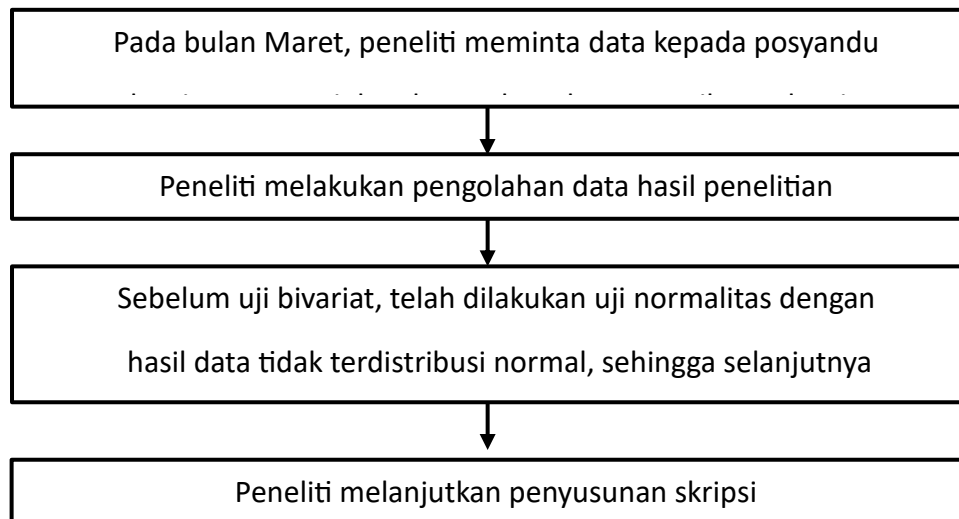 Pada bulan Maret, peneliti meminta data kepada posyandu
Peneliti melakukan pengolahan data hasil penelitian
Sebelum uji bivariat, telah dilakukan uji normalitas dengan
hasil data tidak terdistribusi normal, sehingga selanjutnya
Peneliti melanjutkan penyusunan skripsi